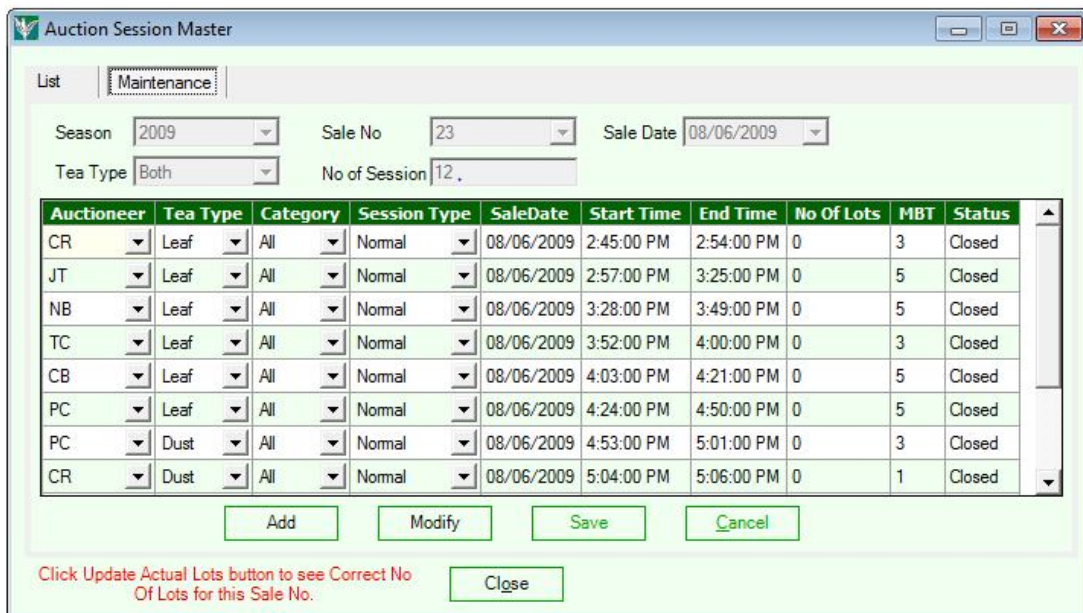 Auction Session Master
List Maintenance
Season 2009 Sale No 23 Sale Date 08/06/2009
Tea Type Both No of Session 12 .
Auctioneer Tea Type Category Session Type SaleDate Start Time End Time No Of Lots MBT Status
CR Leaf All Normal 08/06/2009 2:45:00 PM 2:54:00 PM 0 3 Closed
JT Leaf All Normal 08/06/2009 2:57:00 PM 3:25:00 PM 0 5 Closed
NB Leaf All Normal 08/06/2009 3:28:00 PM 3:49:00 PM 0 5 Closed
TC Leaf All Normal 08/06/2009 3:52:00 PM 4:00:00 PM 0 3 Closed
CB Leaf All Normal 08/06/2009 4:03:00 PM 4:21:00 PM 0 5 Closed
PC Leaf All Normal 08/06/2009 4:24:00 PM 4:50:00 PM 0 5 Closed
PC Dust All Normal 08/06/2009 4:53:00 PM 5:01:00 PM 0 3 Closed
CR Dust All Normal 08/06/2009 5:04:00 PM 5:06:00 PM 0 1 Closed
Add Modify Save Cancel
Click Update Actual Lots button to see Correct No
Of Lots for this Sale No.
Close